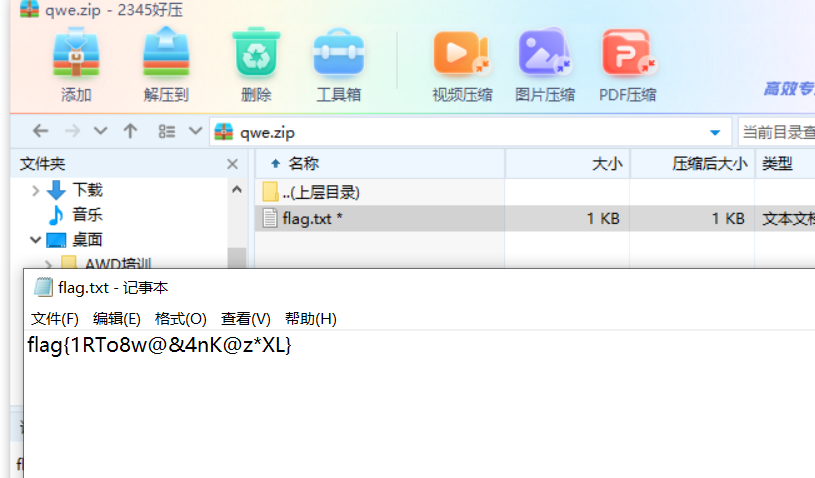 qwe.zip - 2345好压
添加 解压到 删除 工具箱 视频压缩 图片压缩 PDF压缩
高效专
qwe.zip 当前目录查
文件夹 名称 大小 压缩后大小 类型
下载 ..(上层目录)
音乐 flag.txt * 1 KB 1 KB 文本文档
桌面
AWD培训
flag.txt - 记事本
文件(F) 编辑(E) 格式(O) 查看(V) 帮助(H)
flag{1RTo8w@&4nK@z*XL}